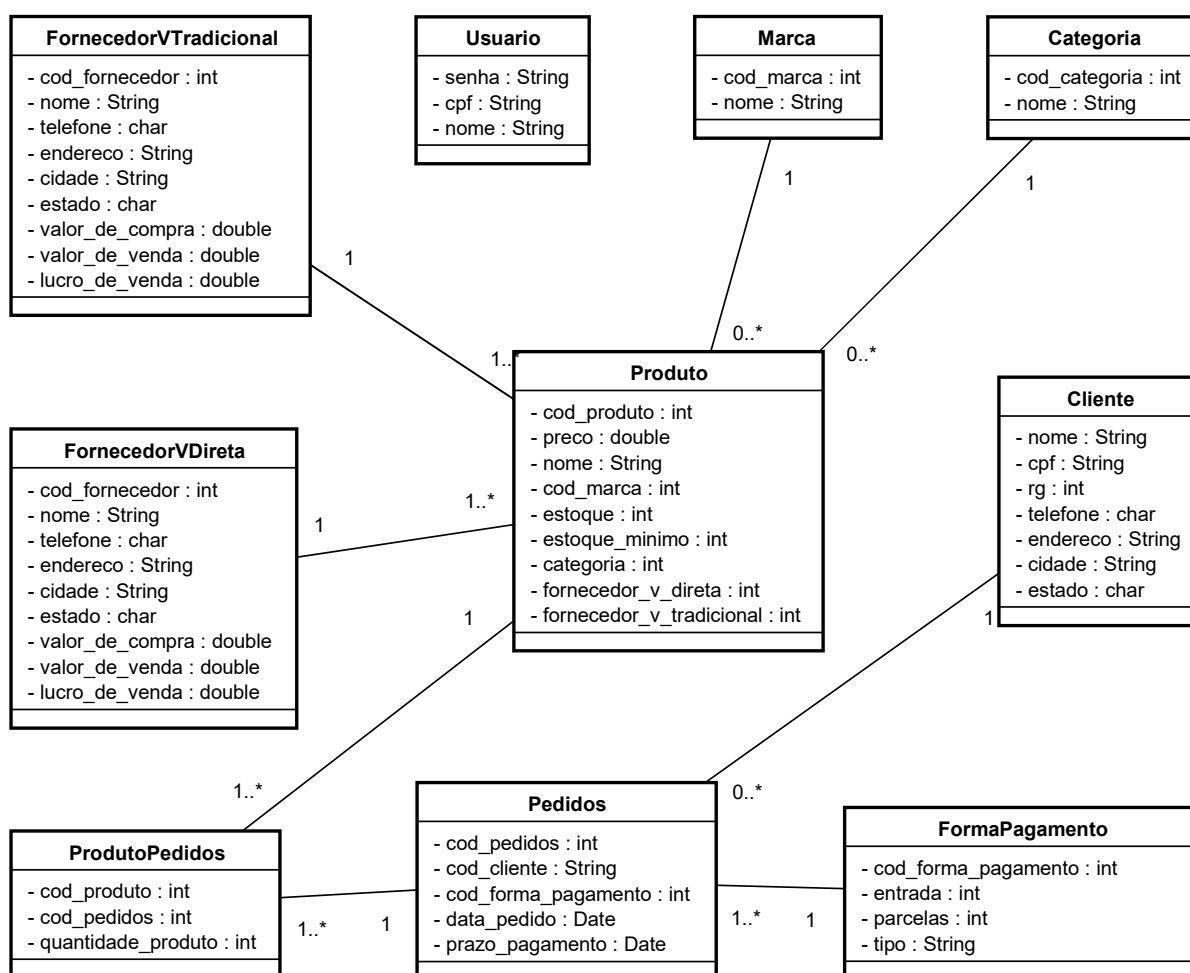 FornecedorVTradicional
- cod_fornecedor : int
- nome : String
- telefone : char
- endereco : String
- cidade : String
- estado : char
- valor_de_compra : double
- valor_de_venda : double
- lucro_de_venda : double
Usuario
- senha : String
- cpf : String
- nome : String
Marca
- cod_marca : int
- nome : String
Categoria
- cod_categoria : int
- nome : String
1
1
1
0..*
0..*
1..*
Produto
- cod_produto : int
- preco : double
- nome : String
- cod_marca : int
- estoque : int
- estoque_minimo : int
- categoria : int
- fornecedor_v_direta : int
- fornecedor_v_tradicional : int
Cliente
- nome : String
- cpf : String
- rg : int
- telefone : char
- endereco : String
- cidade : String
- estado : char
FornecedorVDireta
- cod_fornecedor : int
- nome : String
- telefone : char
- endereco : String
- cidade : String
- estado : char
- valor_de_compra : double
- valor_de_venda : double
- lucro_de_venda : double
1..*
1
1
1
1..*
0..*
ProdutoPedidos
- cod_produto : int
- cod_pedidos : int
- quantidade_produto : int
1..*
1
Pedidos
- cod_pedidos : int
- cod_cliente : String
- cod_forma_pagamento : int
- data_pedido : Date
- prazo_pagamento : Date
1..*
1
FormaPagamento
- cod_forma_pagamento : int
- entrada : int
- parcelas : int
- tipo : String